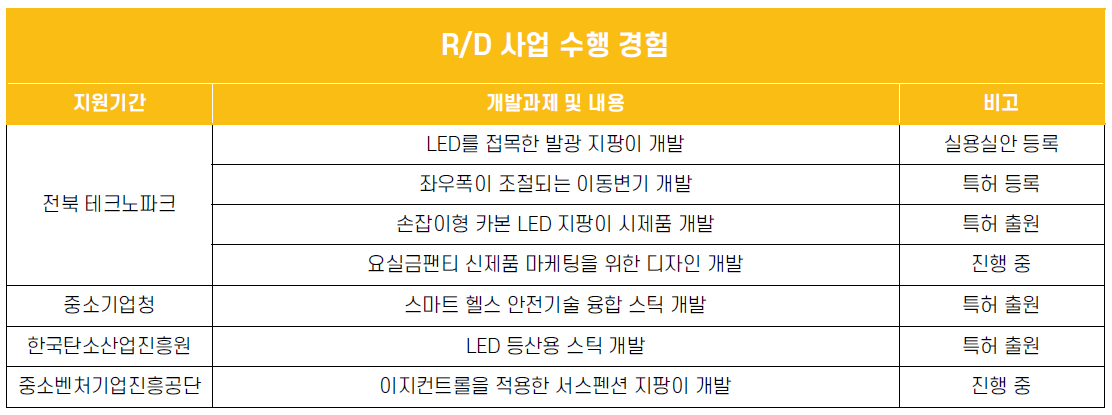 R/D 사업 수행 경험
지원기간 개발과제 및 내용 비고
전북 테크노파크 LED를 접목한 발광 지팡이 개발 실용실안 등록
좌우폭이 조절되는 이동변기 개발 특허 등록
손잡이형 카본 LED 지팡이 시제품 개발 특허 출원
요실금팬티 신제품 마케팅을 위한 디자인 개발 진행 중
중소기업청 스마트 헬스 안전기술 융합 스틱 개발 특허 출원
한국탄소산업진흥원 LED 등산용 스틱 개발 특허 출원
중소벤처기업진흥공단 이지컨트롤을 적용한 서스펜션 지팡이 개발 진행 중